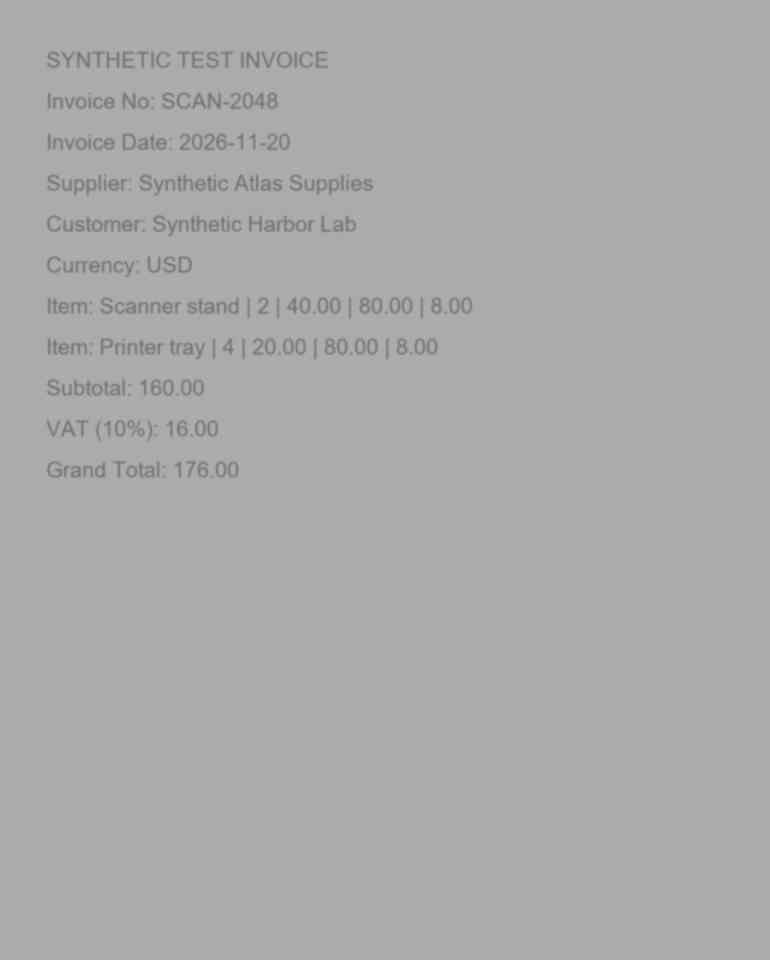 SYNTHETIC TEST INVOICE
Invoice No: SCAN-2048
Invoice Date: 2026-11-20
Supplier: Synthetic Atlas Supplies
Customer: Synthetic Harbor Lab
Currency: USD
Item: Scanner stand | 2 | 40.00 | 80.00 | 8.00
Item: Printer tray | 4 | 20.00 | 80.00 | 8.00
Subtotal: 160.00
VAT (10%): 16.00
Grand Total: 176.00